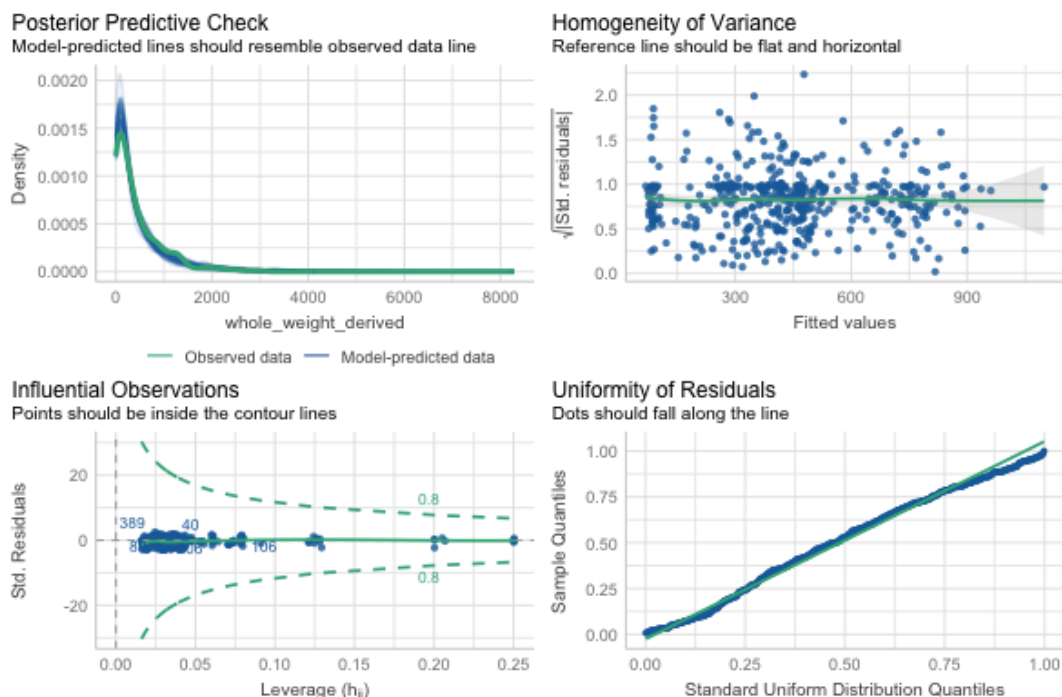 Posterior Predictive Check
Model-predicted lines should resemble observed data line
0.0020
0.0015
0.0010
0.0005
0.0000
Density
0
2000
4000
6000
8000
whole_weight_derived
Observed data
Model-predicted data
Homogeneity of Variance
Reference line should be flat and horizontal
2.0
1.5
1.0
0.5
0.0
√|Std. residuals|
300
600
900
Fitted values
Influential Observations
Points should be inside the contour lines
20
0
-20
Std. Residuals
0.8
0.8
389
40
106
0.00
0.05
0.10
0.15
0.20
0.25
Leverage (hii)
Uniformity of Residuals
Dots should fall along the line
1.00
0.75
0.50
0.25
0.00
Sample Quantiles
0.00
0.25
0.50
0.75
1.00
Standard Uniform Distribution Quantiles